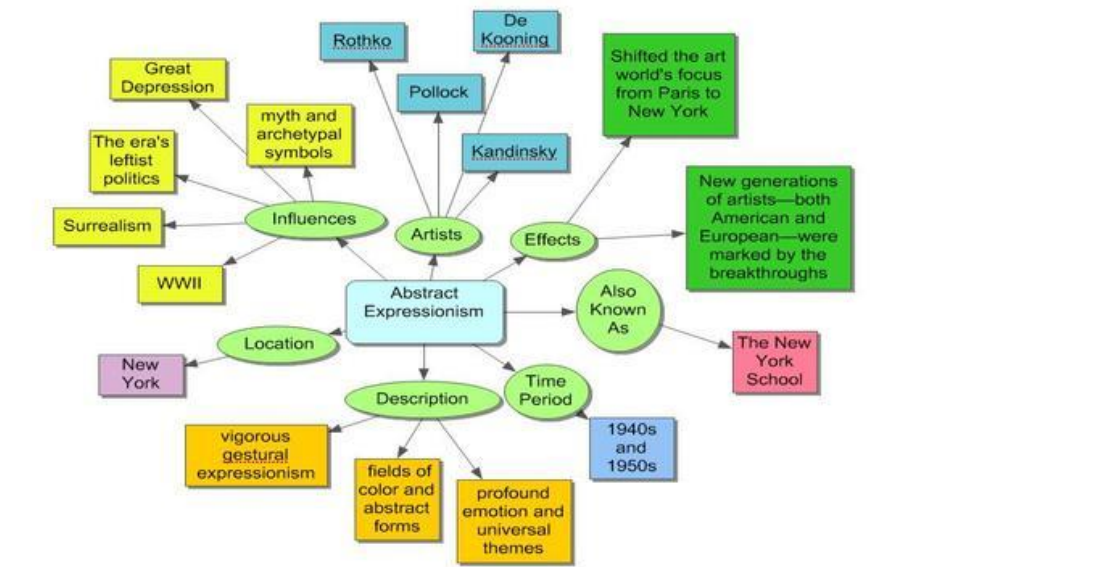 De
Kooning
Rothko
Shifted the art
world's focus
from Paris to
New York
Great
Depression
Pollock
myth and
archetypal
symbols
The era's
leftist
politics
Kandinsky
New generations
of artists—both
American and
European—were
marked by the
breakthroughs
Surrealism
Influences
Artists
Effects
WWII
Abstract
Expressionism
Also
Known
As
Location
The New
York
School
New
York
Description
Time
Period
vigorous
gestural
expressionism
1940s
and
1950s
fields of
color and
abstract
forms
profound
emotion and
universal
themes